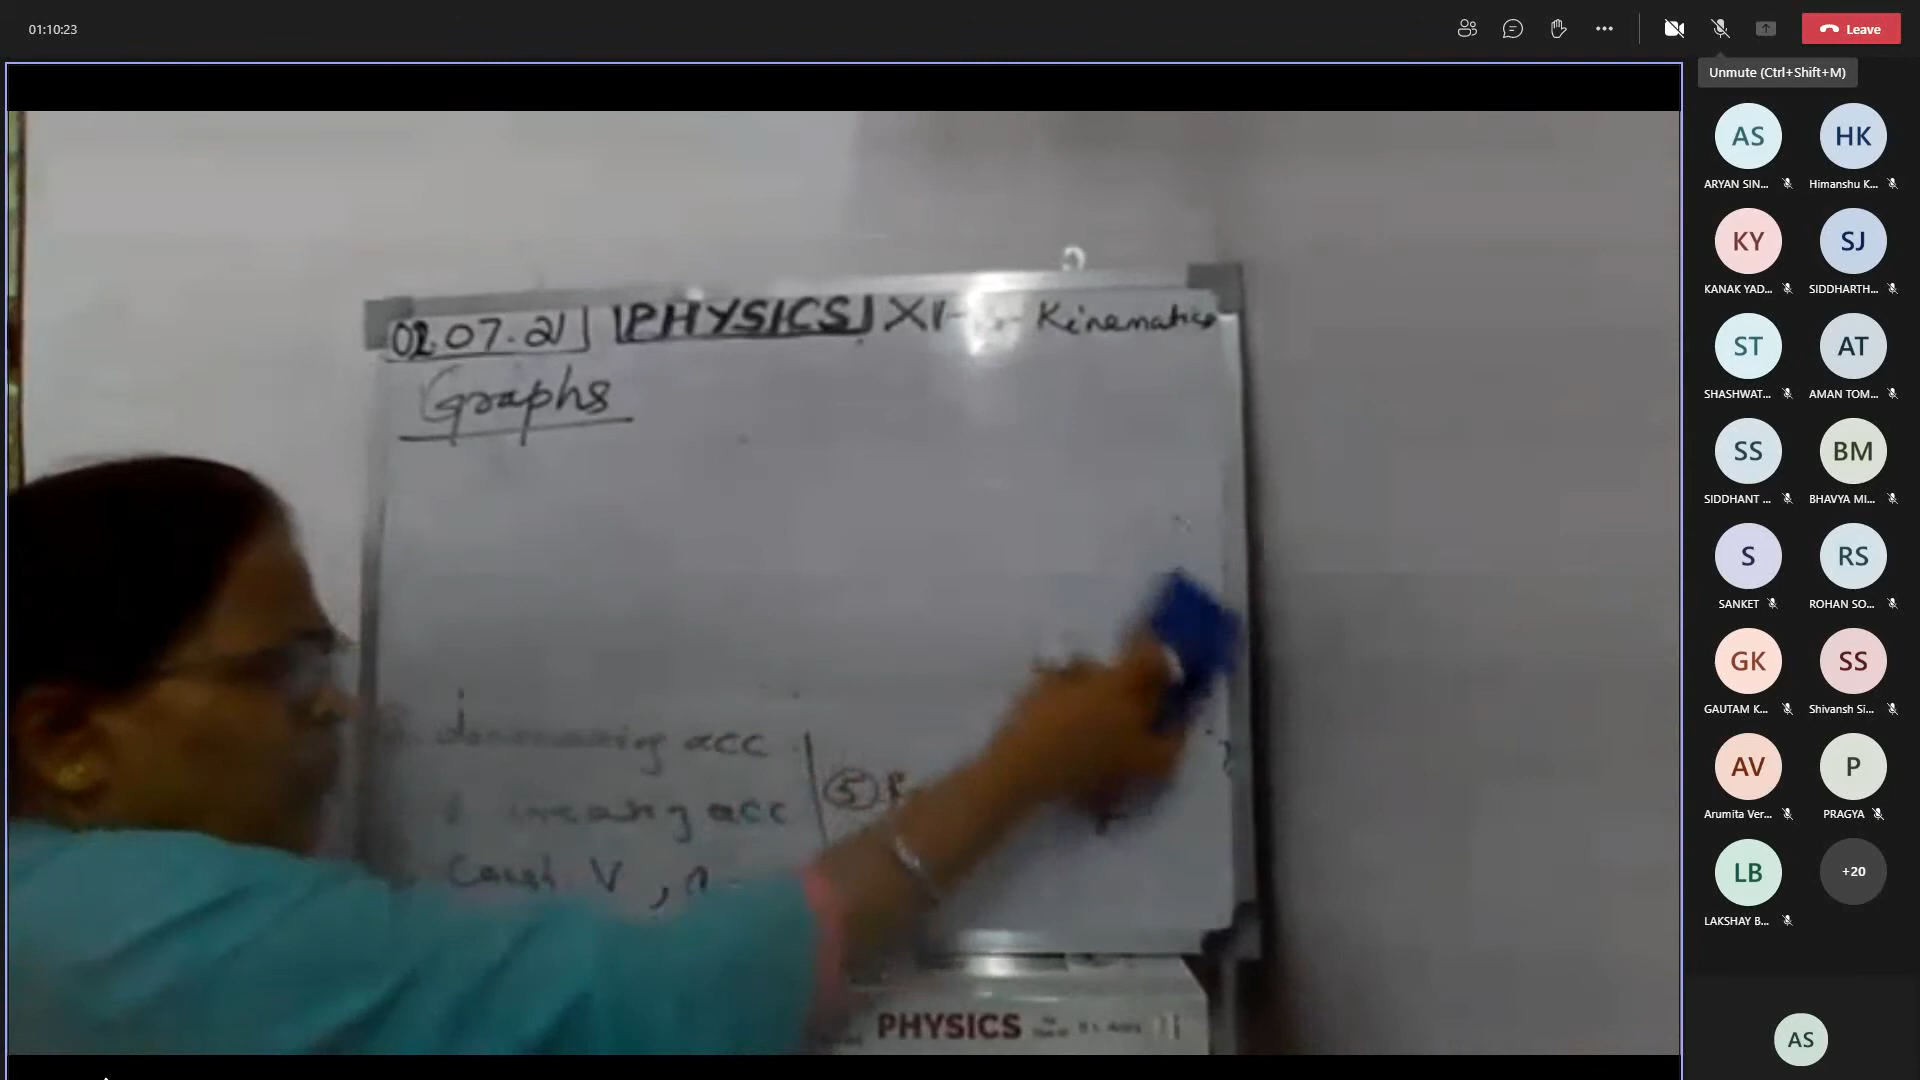 01:10:23
Leave
Unmute (Ctrl+Shift+M)
AS HK
ARYAN SIN... Himanshu K...
KY SJ
KANAK YAD... SIDDHARTH...
ST AT
SHASHWAT... AMAN TOM...
SS BM
SIDDHANT ... BHAVYA MI...
S RS
SANKET ROHAN SO...
GK SS
GAUTAM K... Shivansh Si...
AV P
Arumita Ver... PRAGYA
LB +20
LAKSHAY B...
AS
02.07.21 PHYSICS XI- Kinematics
Graphs
acc
acc
⑤
V ,
PHYSICS